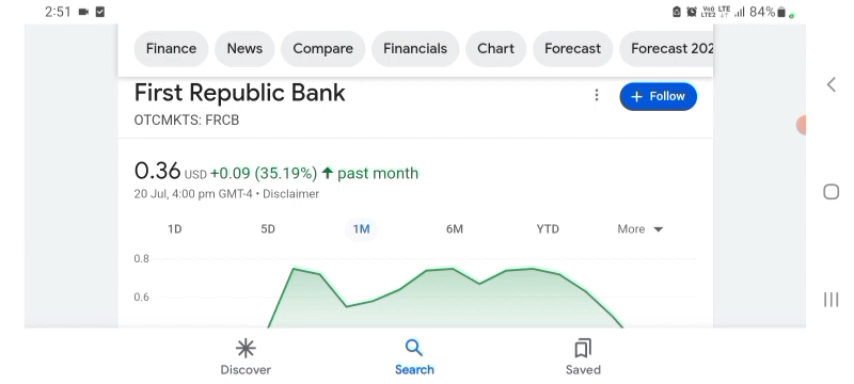 2:51 84%
Finance News Compare Financials Chart Forecast Forecast 202
First Republic Bank
+ Follow
OTCMKTS: FRCB
0.36 USD +0.09 (35.19%) ↑ past month
20 Jul, 4:00 pm GMT-4 • Disclaimer
1D 5D 1M 6M YTD More
0.8
0.6
Discover Search Saved